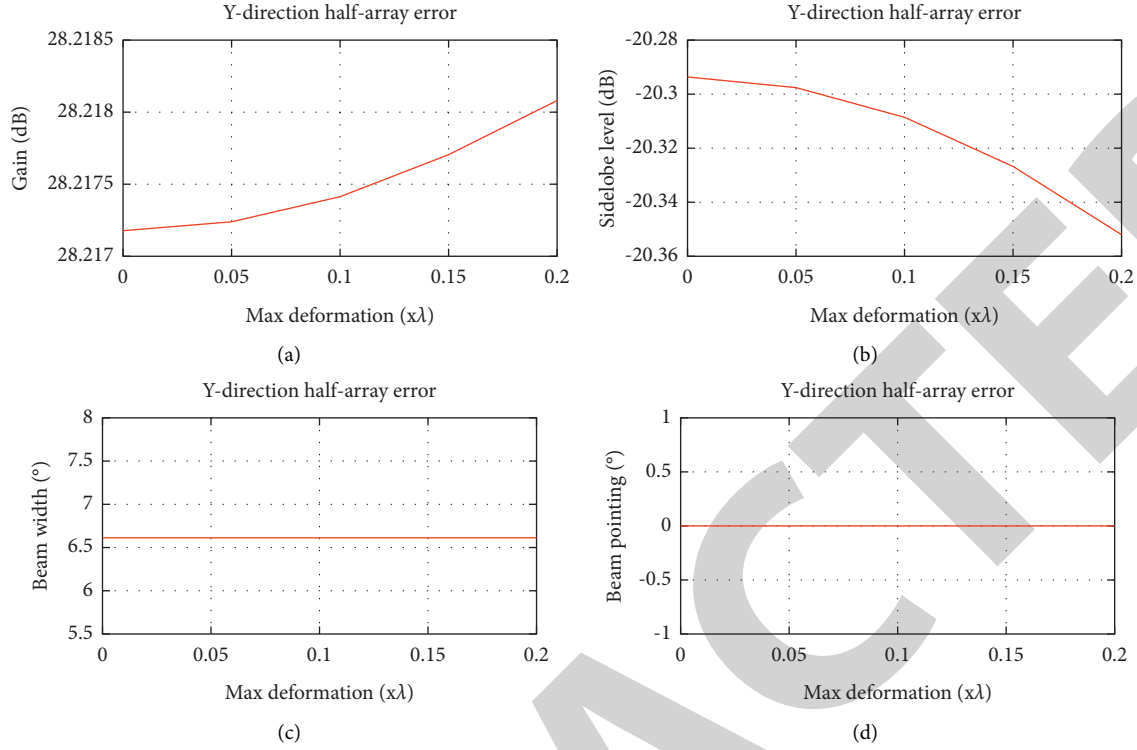 Y-direction half-array error
28.2185
28.218
28.2175
28.217
Gain (dB)
0 0.05 0.1 0.15 0.2
Max deformation (xλ)
(a)
Y-direction half-array error
-20.28
-20.3
-20.32
-20.34
-20.36
Sidelobe level (dB)
0 0.05 0.1 0.15 0.2
Max deformation (xλ)
(b)
Y-direction half-array error
8
7.5
7
6.5
6
5.5
Beam width (°)
0 0.05 0.1 0.15 0.2
Max deformation (xλ)
(c)
Y-direction half-array error
1
0.5
0
-0.5
-1
Beam pointing (°)
0 0.05 0.1 0.15 0.2
Max deformation (xλ)
(d)
ACTE